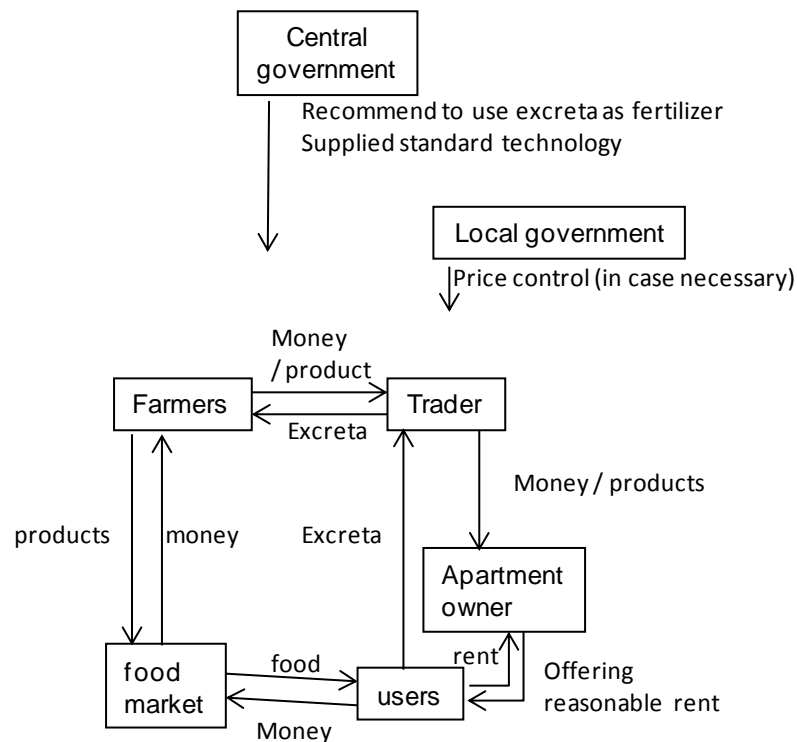 Central
government
Recommend to use excreta as fertilizer
Supplied standard technology
Local government
Price control (in case necessary)
Money
/ product
Farmers
Trader
Excreta
Money / products
products
money
Excreta
Apartment
owner
food
market
food
rent
Offering
reasonable rent
users
Money